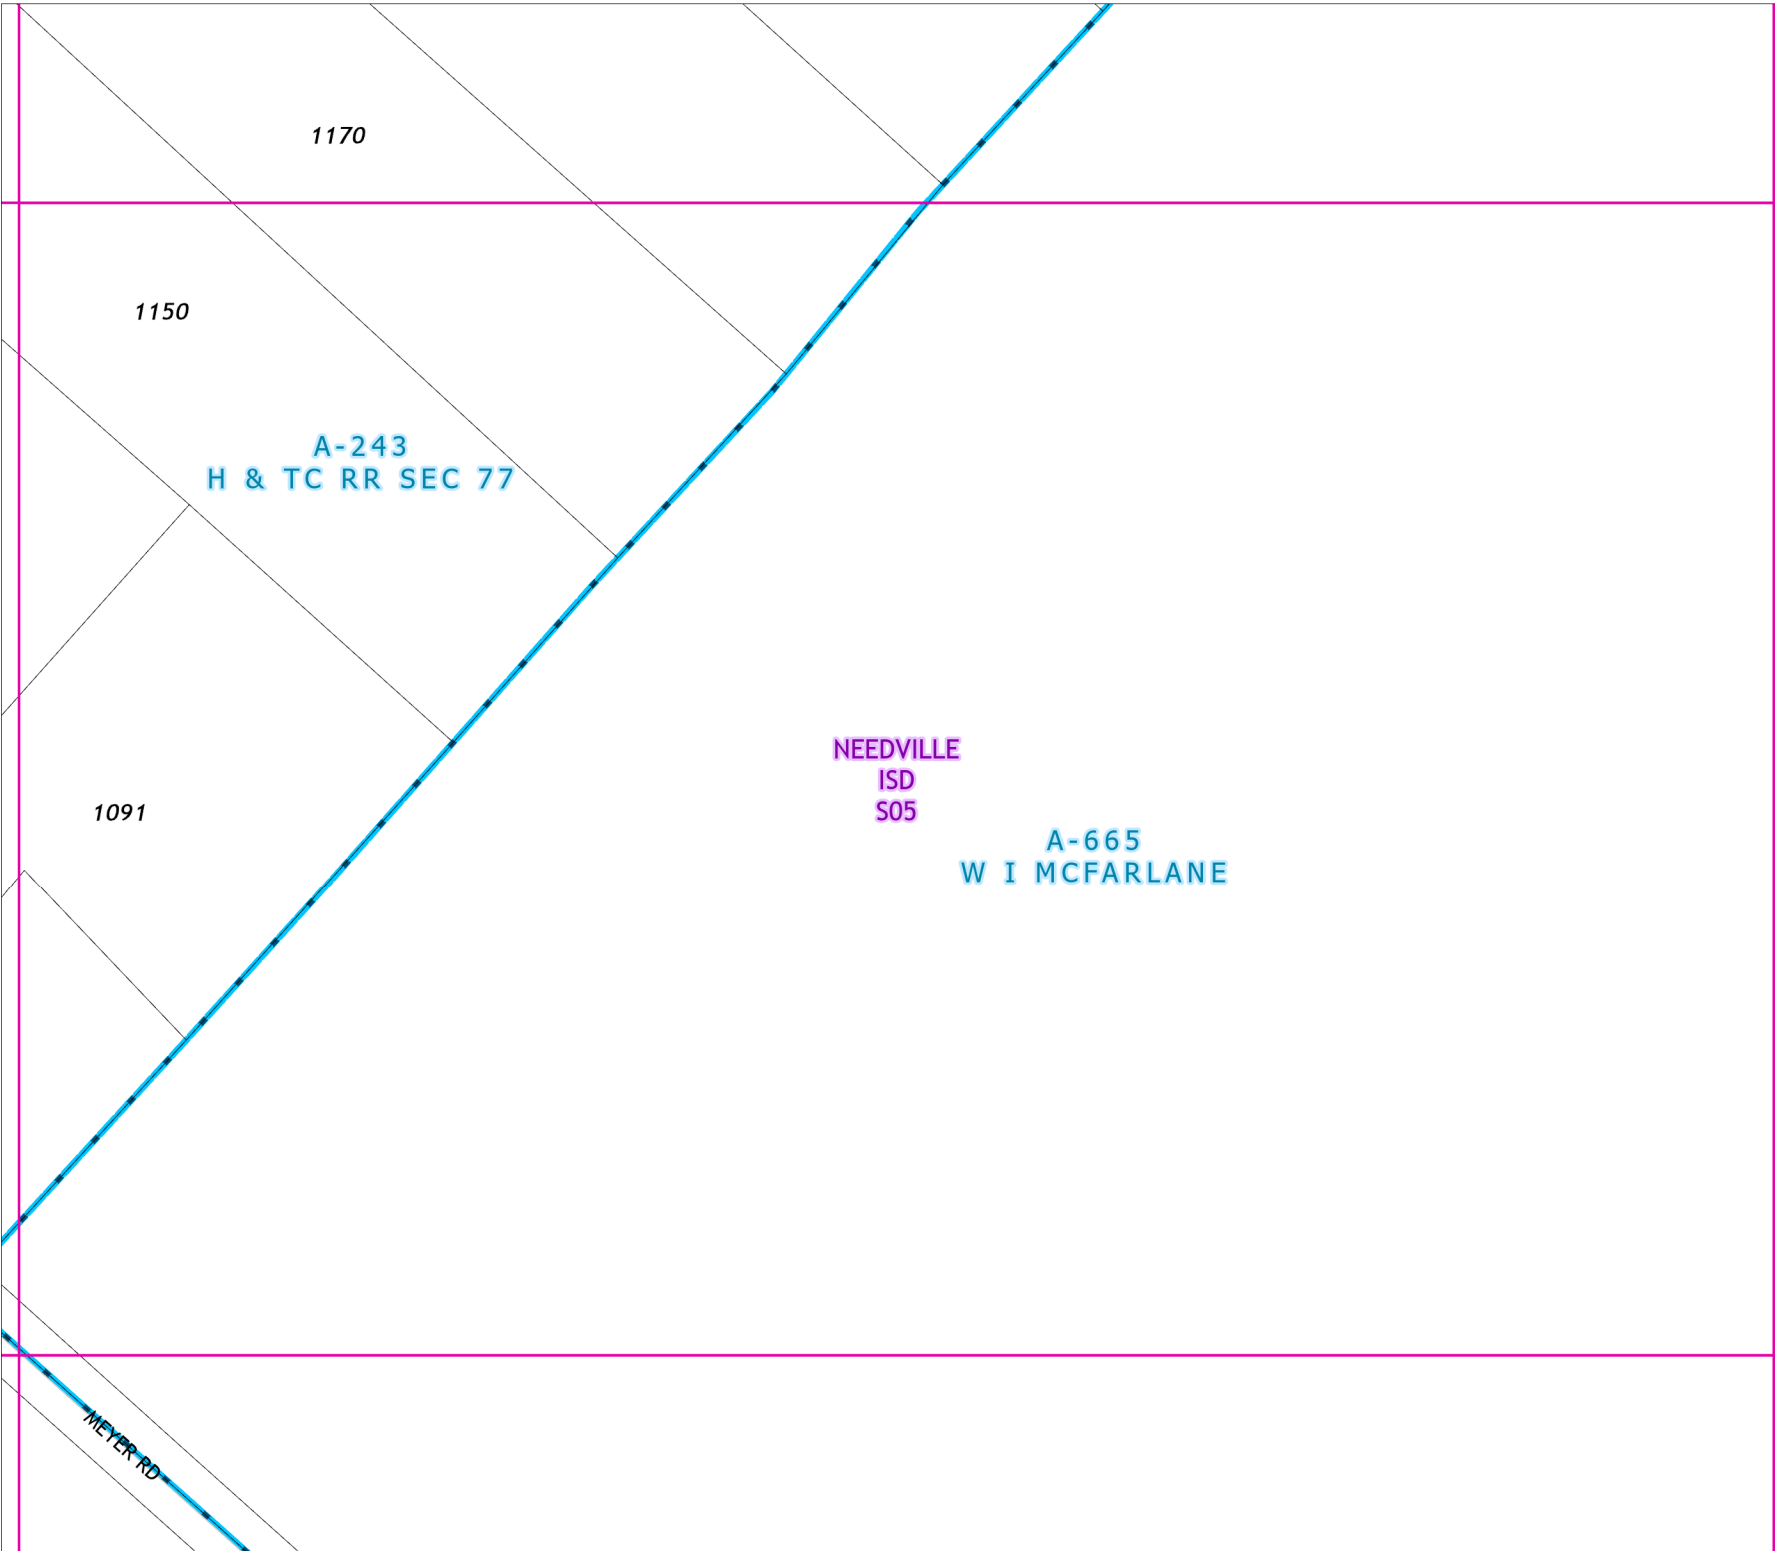 1170
1150
A-243
H & TC RR SEC 77
NEEDVILLE
ISD
S05
1091
A-665
W I MCFARLANE
MEYER RD